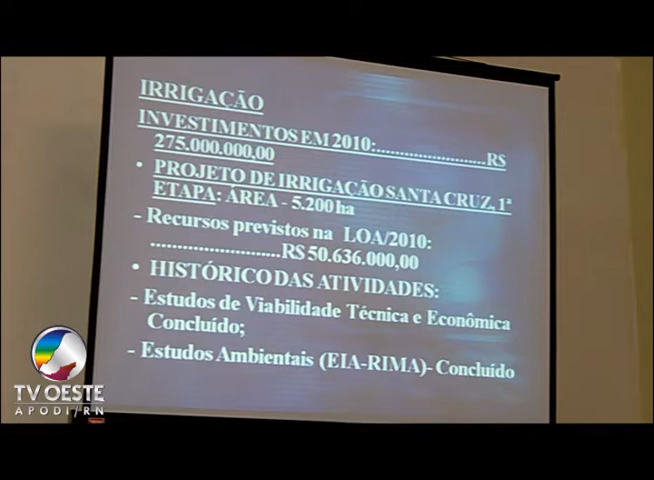 IRRIGAÇÃO
INVESTIMENTOS EM 2010:........................RS
275.000.000,00
• PROJETO DE IRRIGAÇÃO SANTA CRUZ, 1ª
ETAPA: ÁREA - 5.200 ha
- Recursos previstos na LOA/2010:
............................RS 50.636.000,00
• HISTÓRICO DAS ATIVIDADES:
- Estudos de Viabilidade Técnica e Econômica
Concluído;
- Estudos Ambientais (EIA-RIMA)- Concluído
TV OESTE
APODI/RN